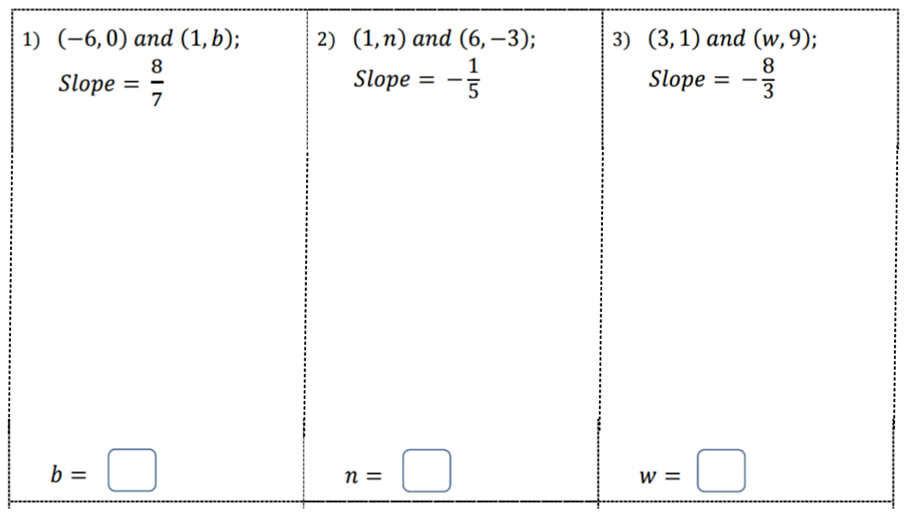 1) (−6,0) and (1,b);
Slope = 8/7
b =
2) (1,n) and (6,−3);
Slope = −1/5
n =
3) (3,1) and (w,9);
Slope = −8/3
w =